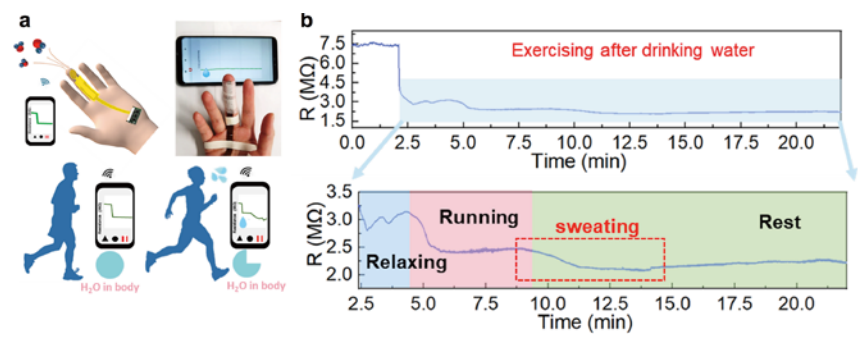 a
H₂O in body
H₂O in body
b
Exercising after drinking water
R (MΩ)
7.5
6.0
4.5
3.0
1.5
0.0 2.5 5.0 7.5 10.0 12.5 15.0 17.5 20.0
Time (min)
R (MΩ)
3.5
3.0
2.5
2.0
Relaxing
Running
sweating
Rest
2.5 5.0 7.5 10.0 12.5 15.0 17.5 20.0
Time (min)